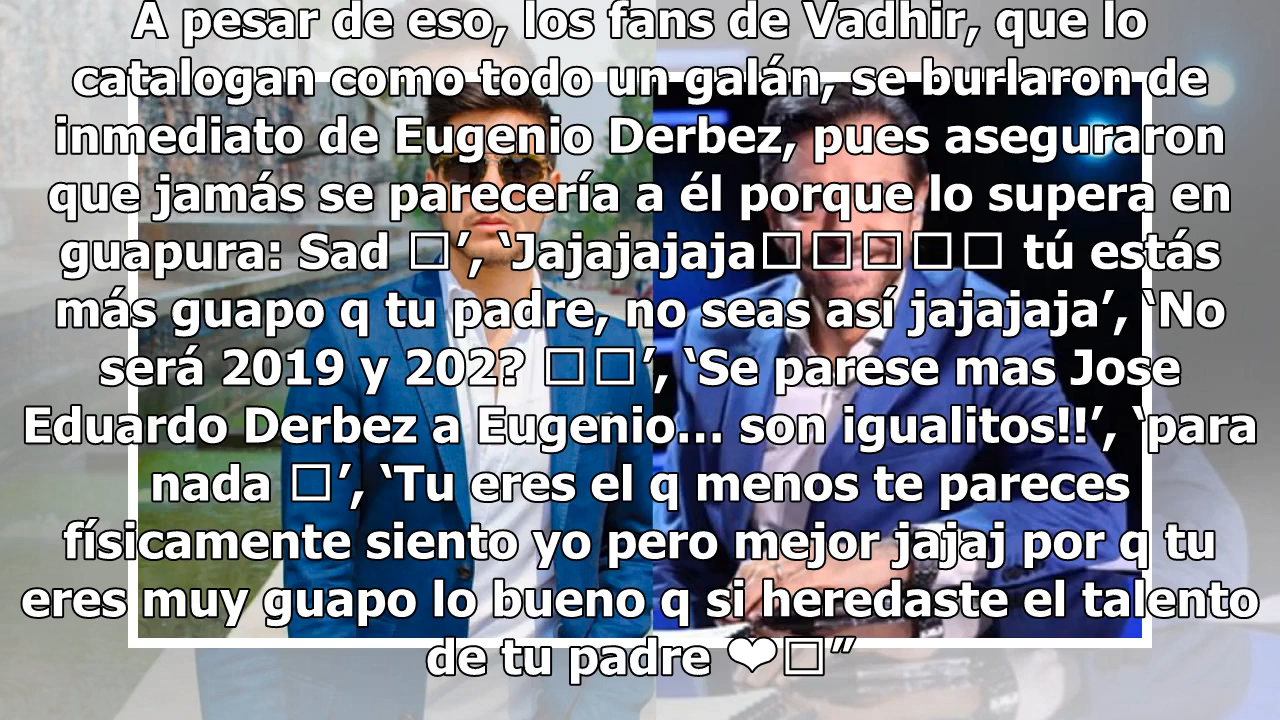 A pesar de eso, los fans de Vadhir, que lo
catalogan como todo un galán, se burlaron de
inmediato de Eugenio Derbez, pues aseguraron
que jamás se parecería a él porque lo supera en
guapura: Sad □’, ‘Jajajajaja□□□□□ tú estás
más guapo q tu padre, no seas así jajajaja’, ‘No
será 2019 y 202? □□’, ‘Se parese mas Jose
Eduardo Derbez a Eugenio... son igualitos!!’, ‘para
nada □’, ‘Tu eres el q menos te pareces
físicamente siento yo pero mejor jajaj por q tu
eres muy guapo lo bueno q si heredaste el talento
de tu padre ❤□”